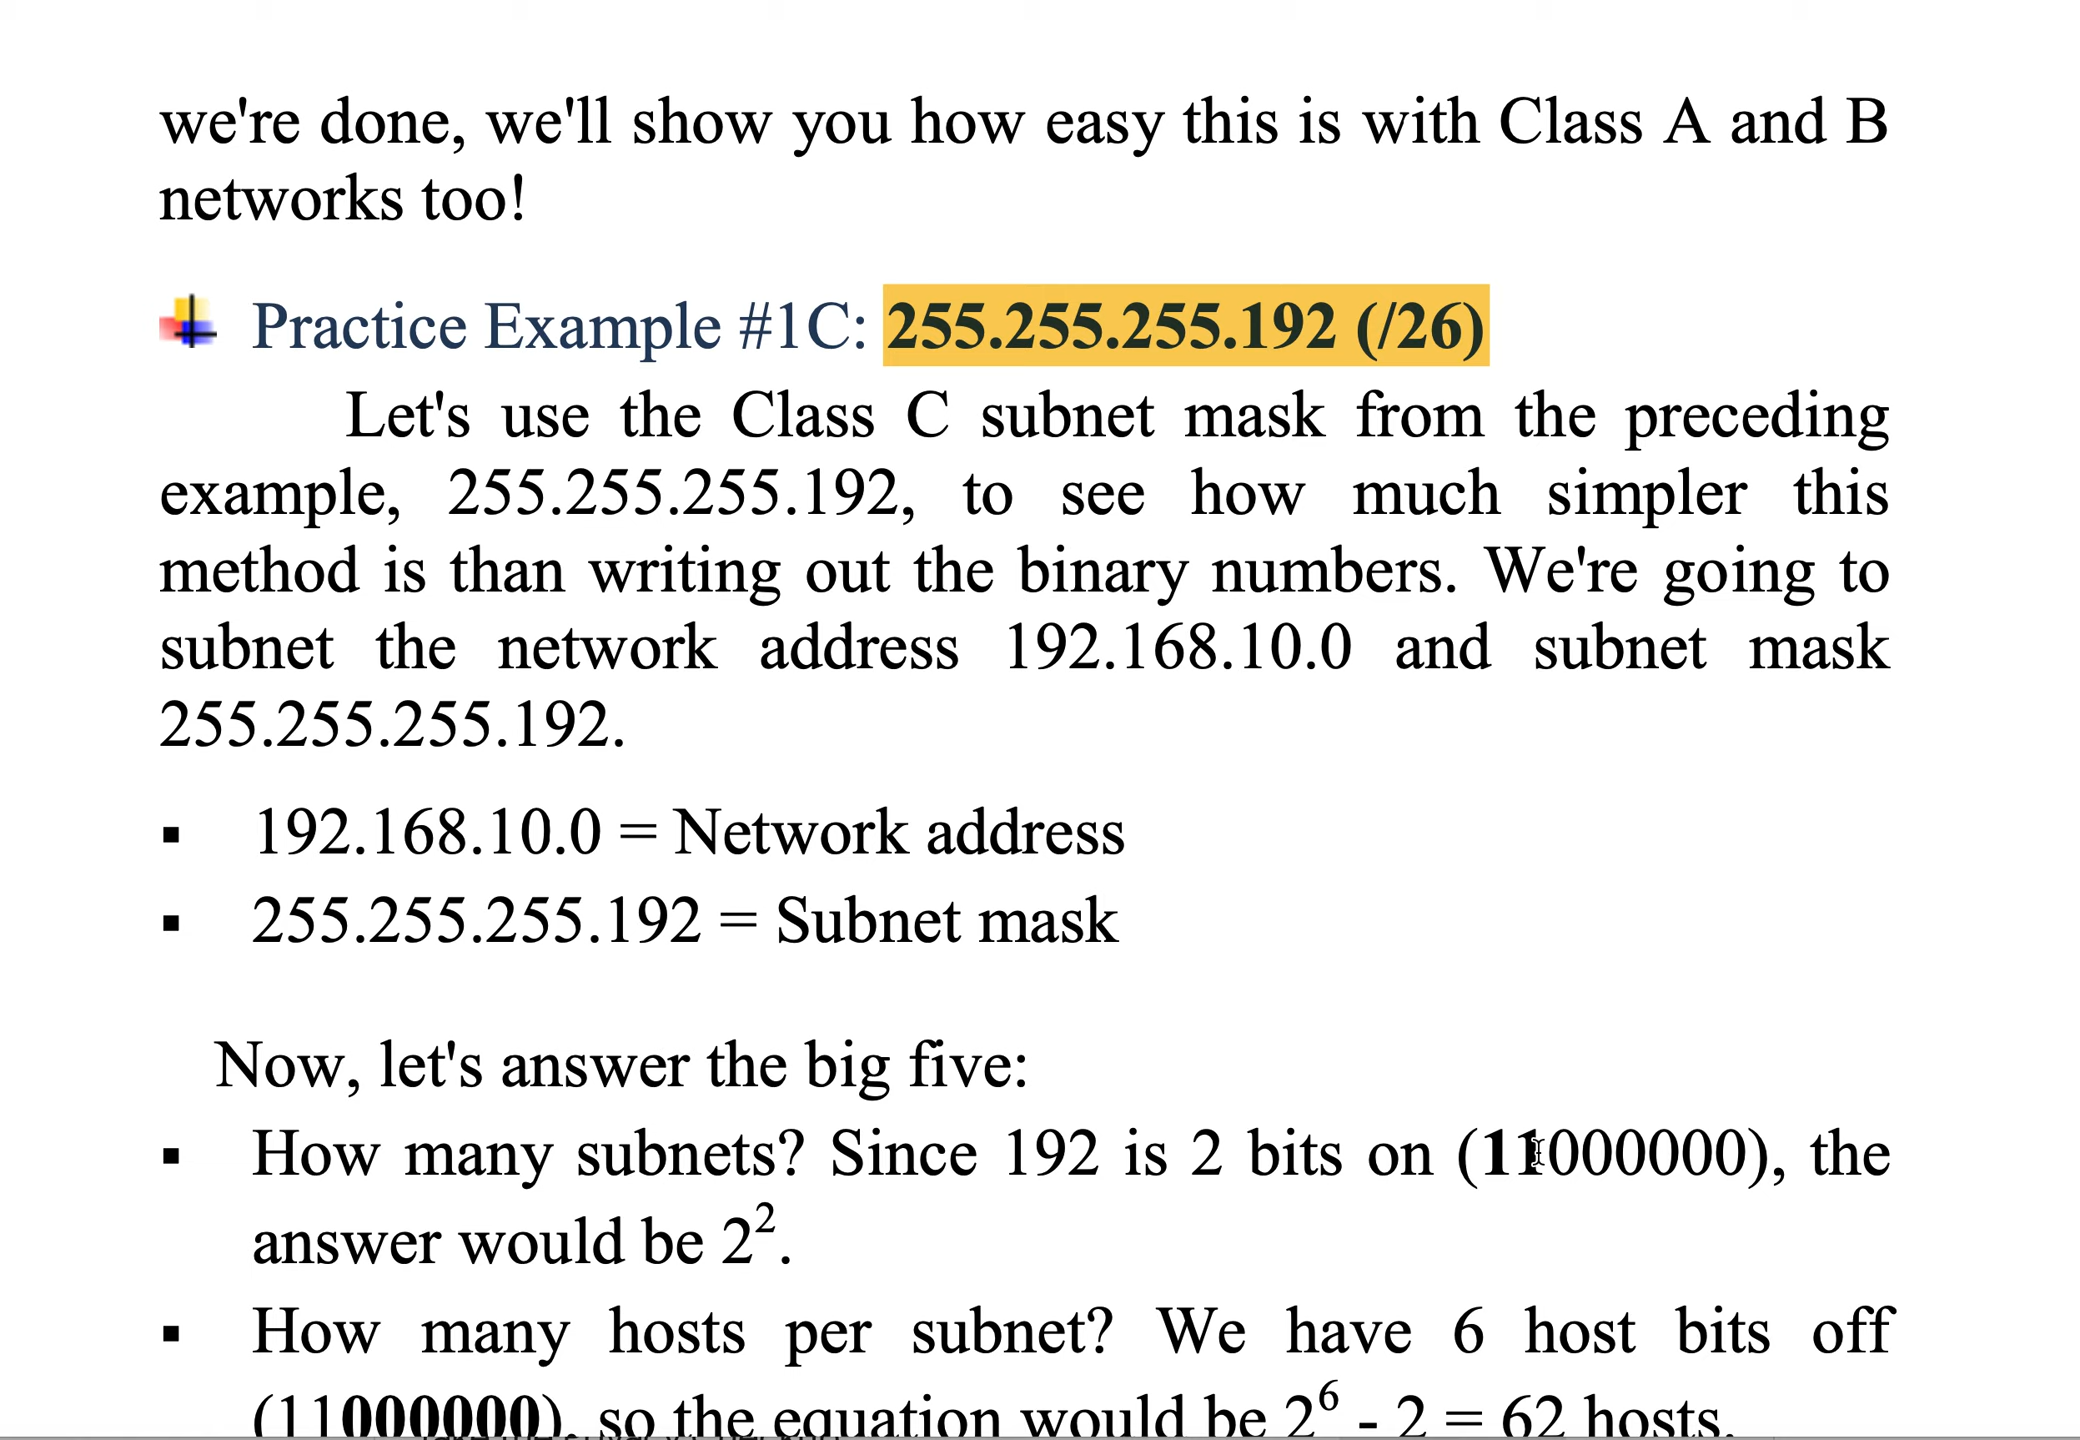 we're done, we'll show you how easy this is with Class A and B
networks too!
Practice Example #1C: 255.255.255.192 (/26)
Let's use the Class C subnet mask from the preceding
example, 255.255.255.192, to see how much simpler this
method is than writing out the binary numbers. We're going to
subnet the network address 192.168.10.0 and subnet mask
255.255.255.192.
▪ 192.168.10.0 = Network address
▪ 255.255.255.192 = Subnet mask
Now, let's answer the big five:
▪ How many subnets? Since 192 is 2 bits on (11000000), the
answer would be 2².
▪ How many hosts per subnet? We have 6 host bits off
(11000000), so the equation would be 2⁶ - 2 = 62 hosts.